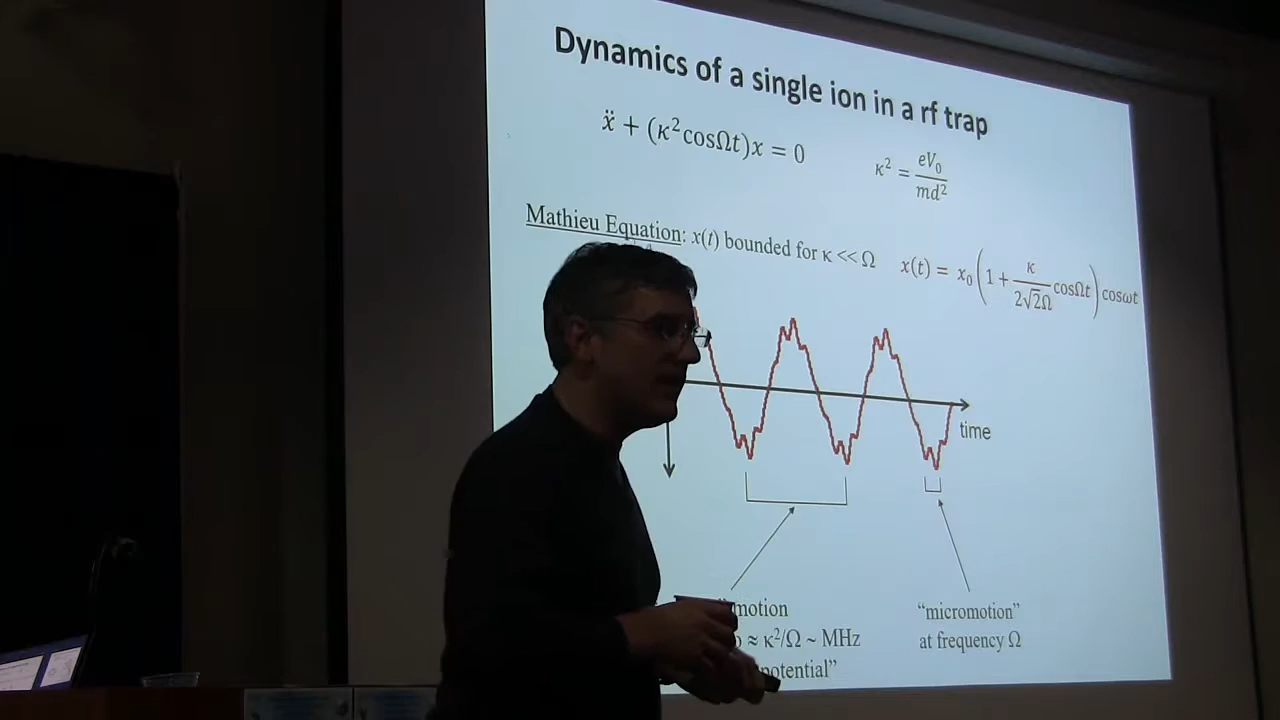 Dynamics of a single ion in a rf trap
ẍ + (κ²cosΩt)x = 0
κ² = eV₀/md²
Mathieu Equation: x(t) bounded for κ << Ω
x(t) = x₀(1 + κ/2√2Ω cosΩt) cosωt
time
motion
≈ κ²/Ω ~ MHz
potential”
“micromotion”
at frequency Ω